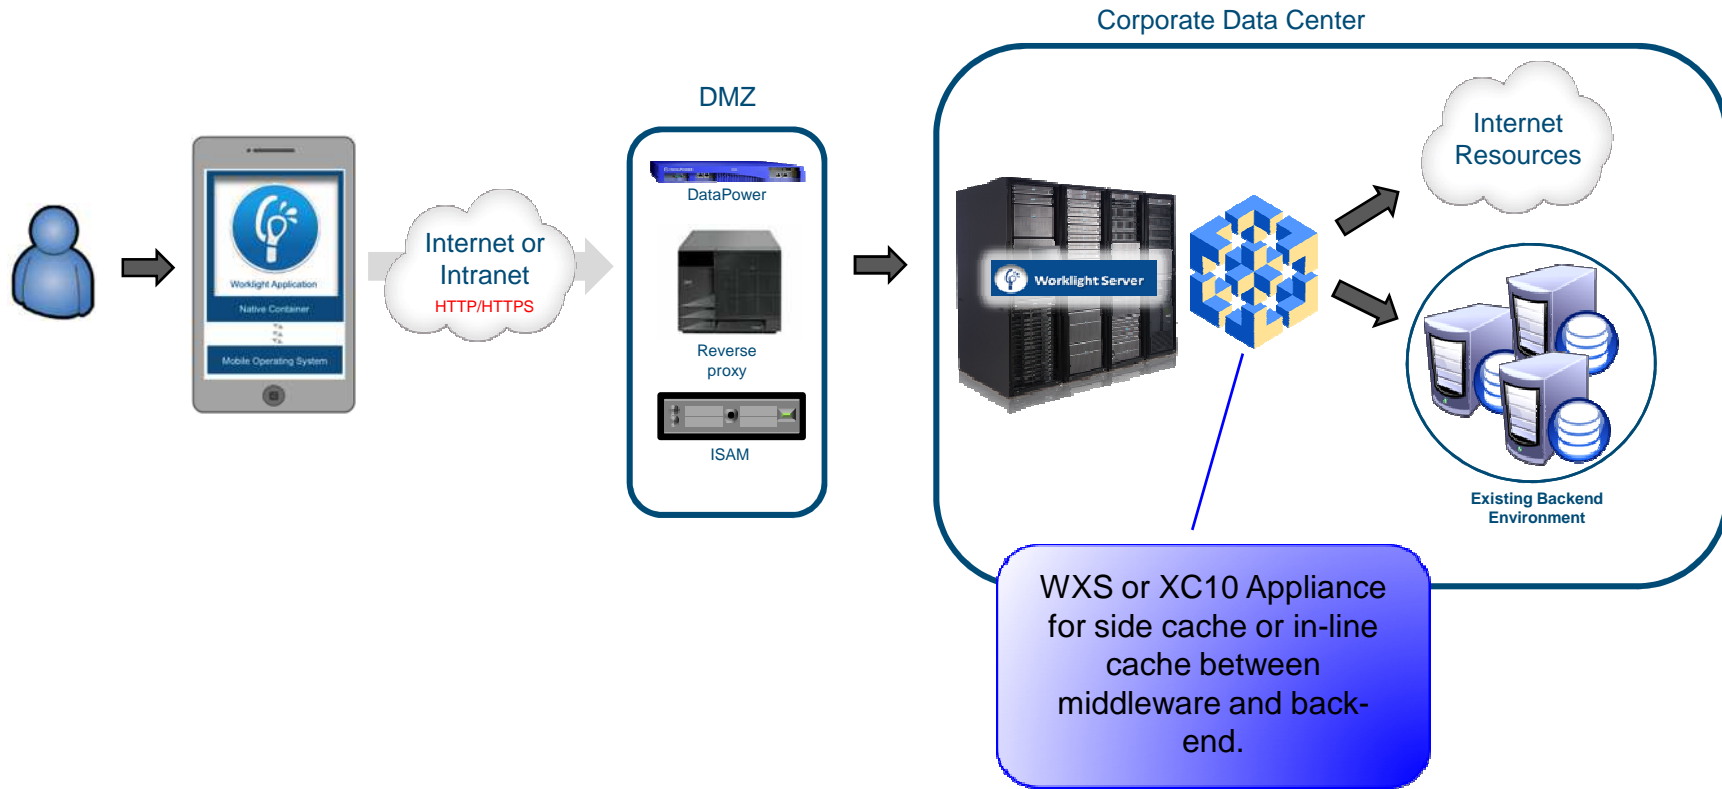 Corporate Data Center
DMZ
Internet
Resources
DataPower
Internet or
Intranet
HTTP/HTTPS
Worklight Application
Native Container
Mobile Operating System
Worklight Server
Reverse
proxy
ISAM
Existing Backend
Environment
WXS or XC10 Appliance
for side cache or in-line
cache between
middleware and back-
end.